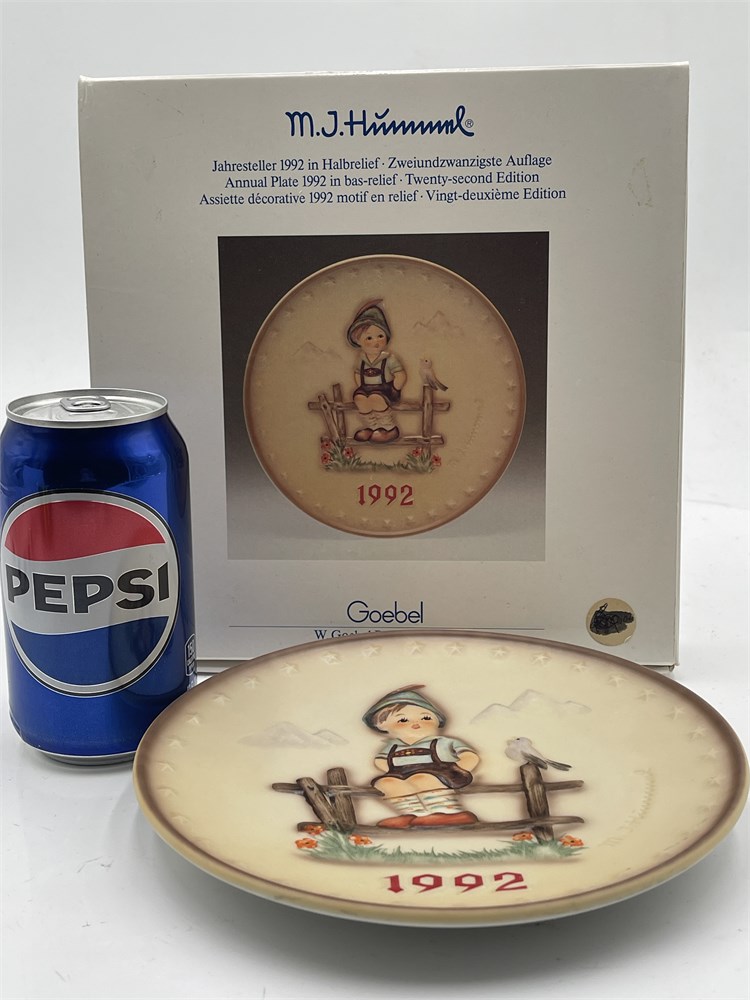 M.J.Hümmel®
Jahresteller 1992 in Halbrelief · Zweiundzwanzigste Auflage
Annual Plate 1992 in bas-relief · Twenty-second Edition
Assiette décorative 1992 motif en relief · Vingt-deuxième Edition
1992
Goebel
PEPSI
1992